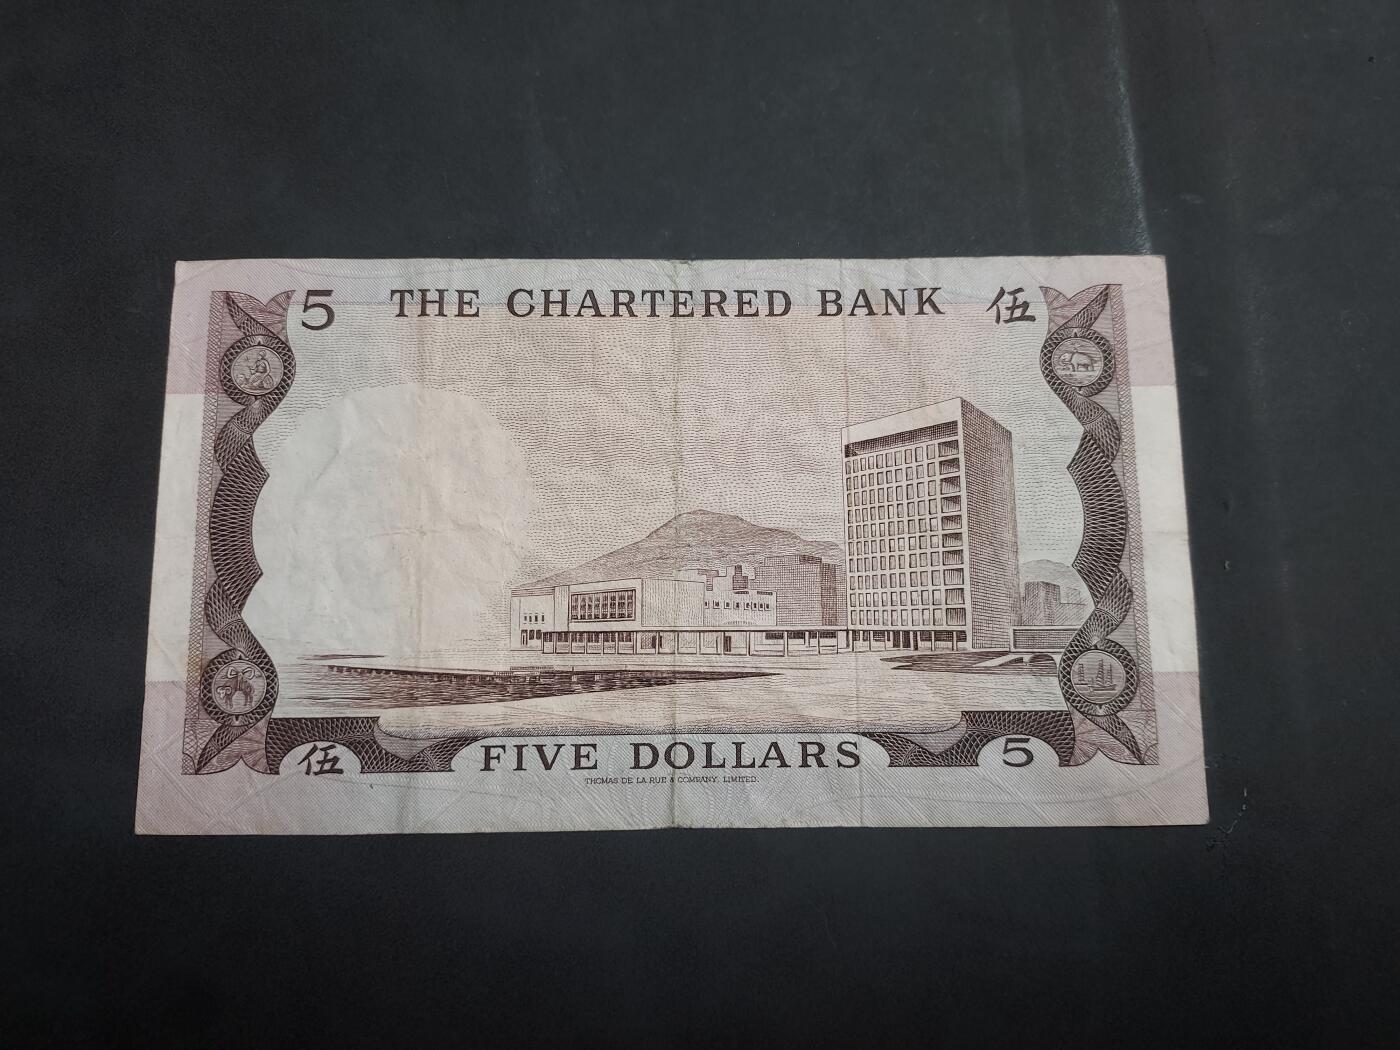 5 THE CHARTERED BANK 伍
伍 FIVE DOLLARS 5
THOMAS DE LA RUE & COMPANY, LIMITED.